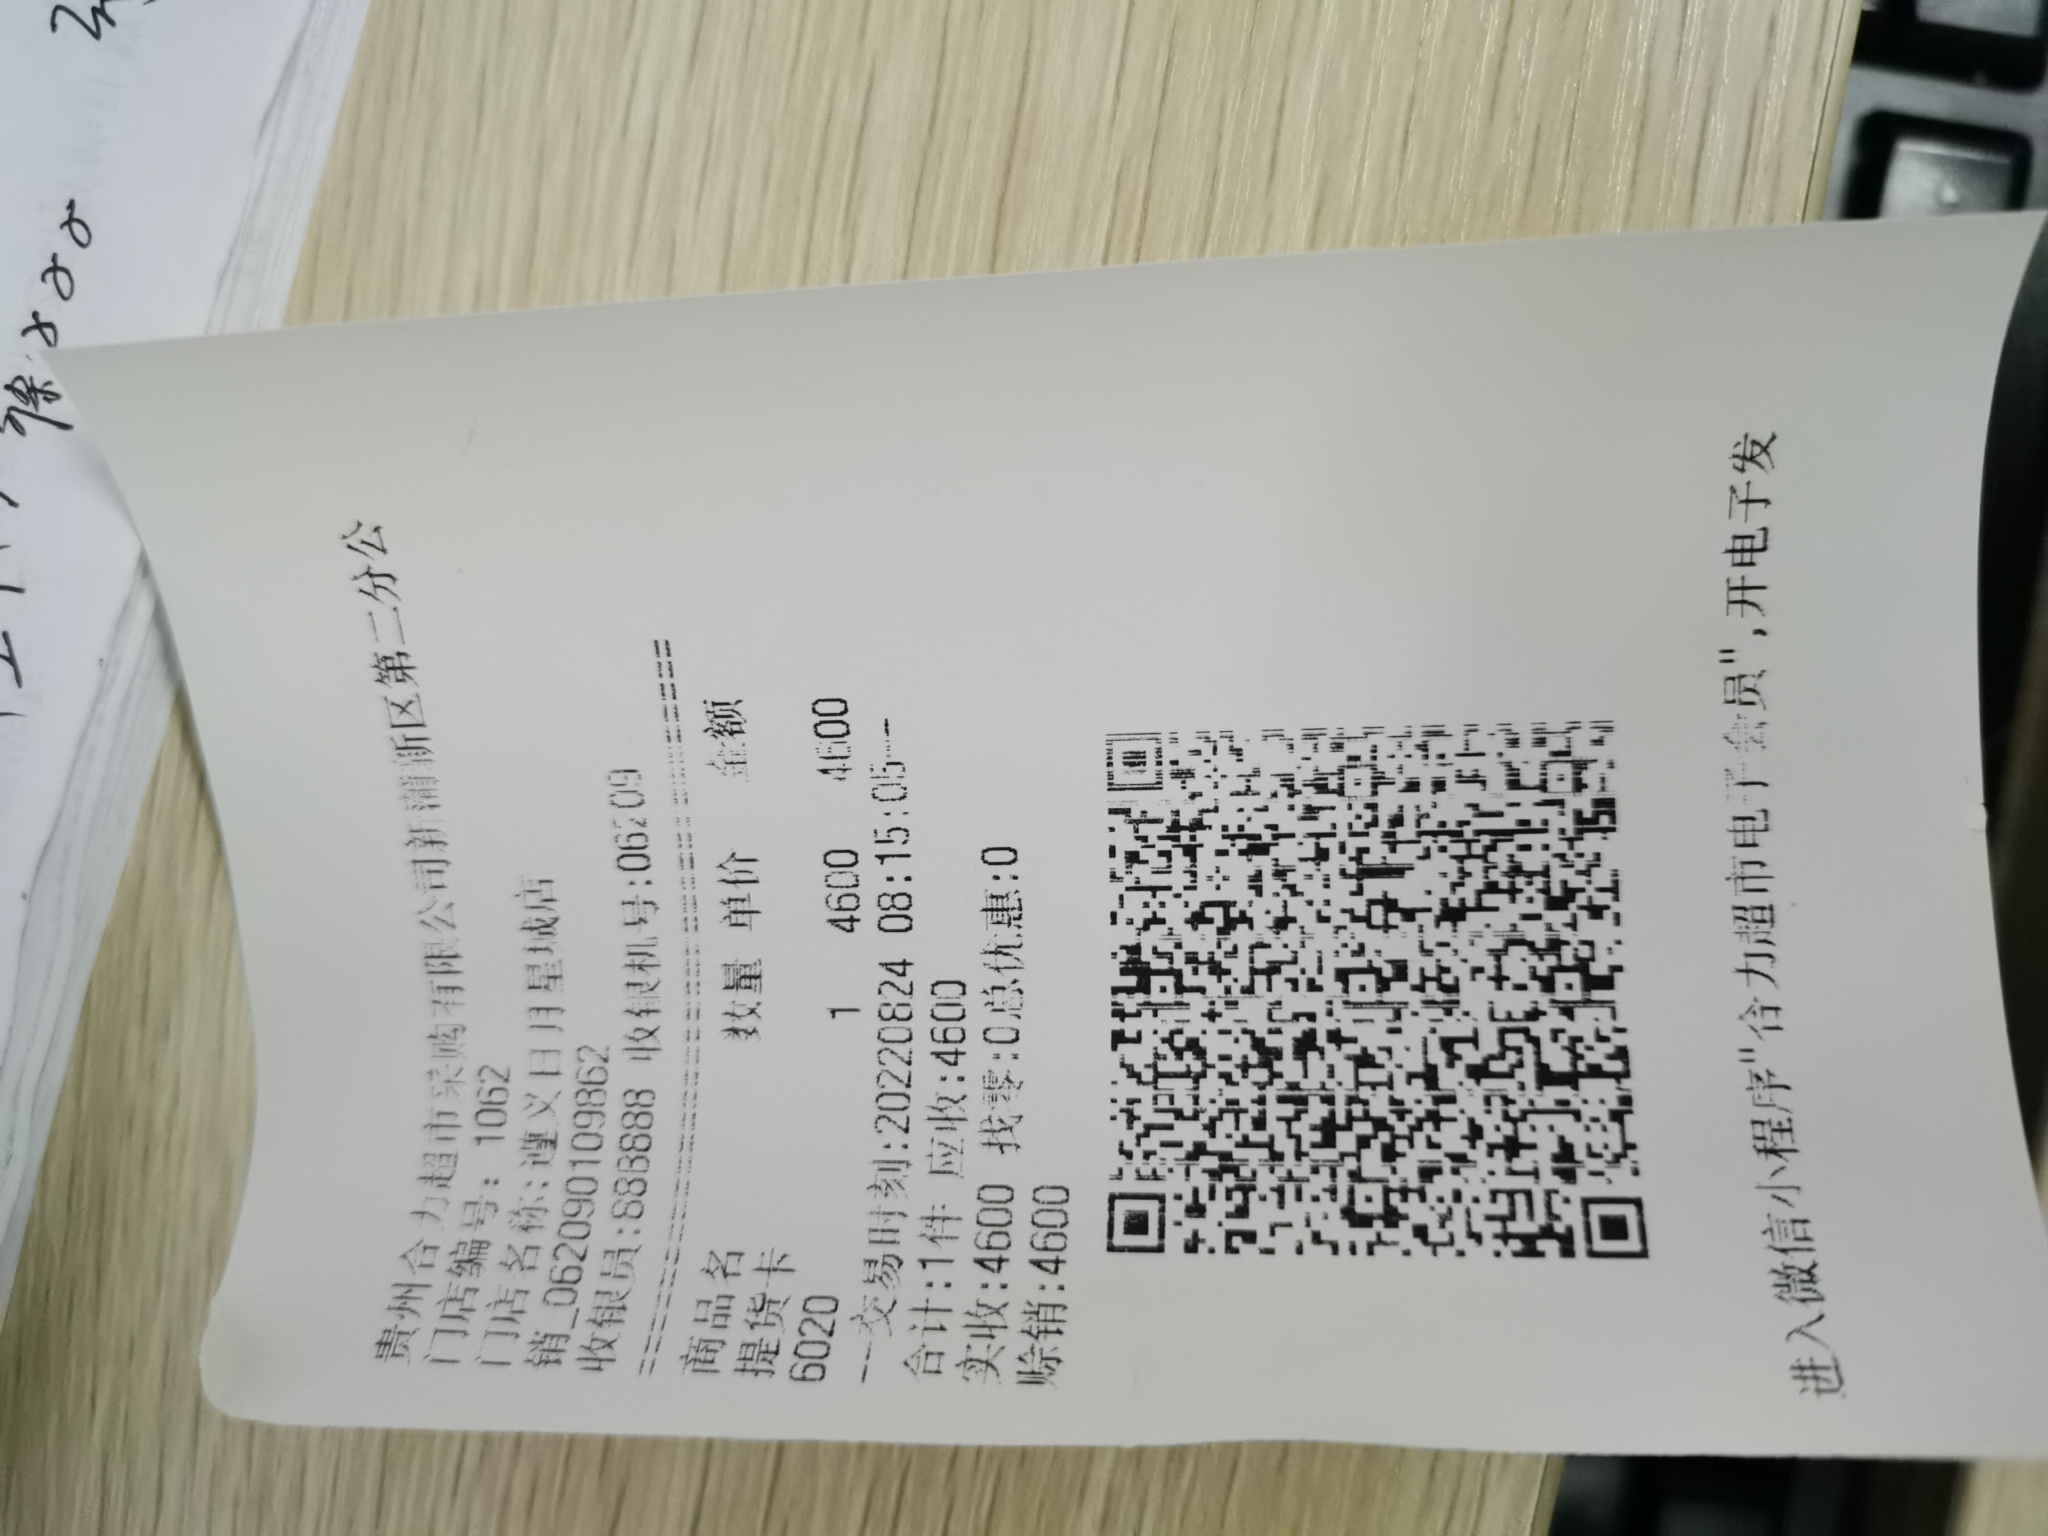 贵州合力超市采购有限公司新蒲新区第二分公
门店编号: 1062
门店名称:遵义日月星城店
销_062090109862
收银员:888888 收银机号:06209
商品名 数量 单价 金额
提货卡
6020 1 4600 4600
--交易时刻:20220824 08:15:05--
合计:1件 应收:4600
实收:4600 找零:0总优惠:0
赊销:4600
进入微信小程序"合力超市电子会员",开电子发